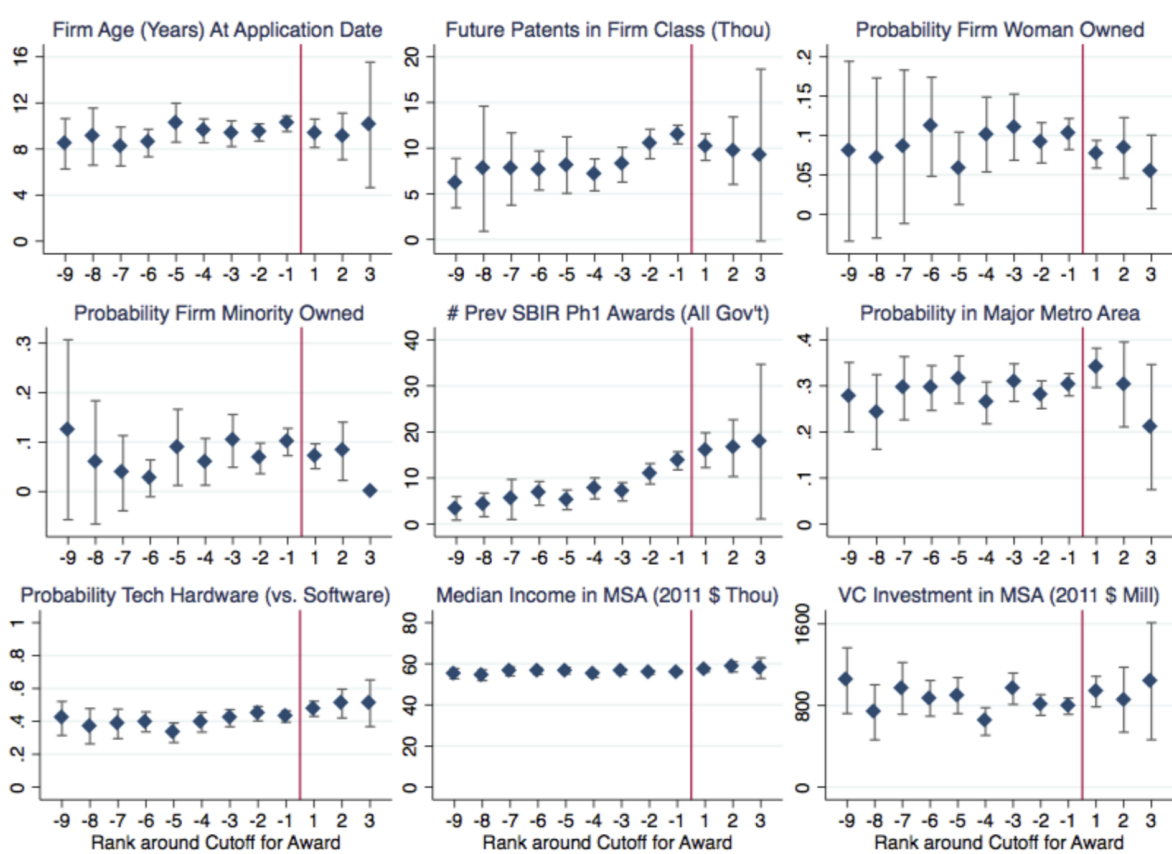 Firm Age (Years) At Application Date
16
12
8
4
0
-9 -8 -7 -6 -5 -4 -3 -2 -1 1 2 3
Future Patents in Firm Class (Thou)
20
15
10
5
0
-9 -8 -7 -6 -5 -4 -3 -2 -1 1 2 3
Probability Firm Woman Owned
.2
.15
.1
.05
0
-9 -8 -7 -6 -5 -4 -3 -2 -1 1 2 3
Probability Firm Minority Owned
.3
.2
.1
0
-9 -8 -7 -6 -5 -4 -3 -2 -1 1 2 3
# Prev SBIR Ph1 Awards (All Gov't)
40
30
20
10
0
-9 -8 -7 -6 -5 -4 -3 -2 -1 1 2 3
Probability in Major Metro Area
.4
.3
.2
.1
0
-9 -8 -7 -6 -5 -4 -3 -2 -1 1 2 3
Probability Tech Hardware (vs. Software)
1
.8
.6
.4
.2
0
-9 -8 -7 -6 -5 -4 -3 -2 -1 1 2 3
Rank around Cutoff for Award
Median Income in MSA (2011 $ Thou)
80
60
40
20
0
-9 -8 -7 -6 -5 -4 -3 -2 -1 1 2 3
Rank around Cutoff for Award
VC Investment in MSA (2011 $ Mill)
1600
800
0
-9 -8 -7 -6 -5 -4 -3 -2 -1 1 2 3
Rank around Cutoff for Award